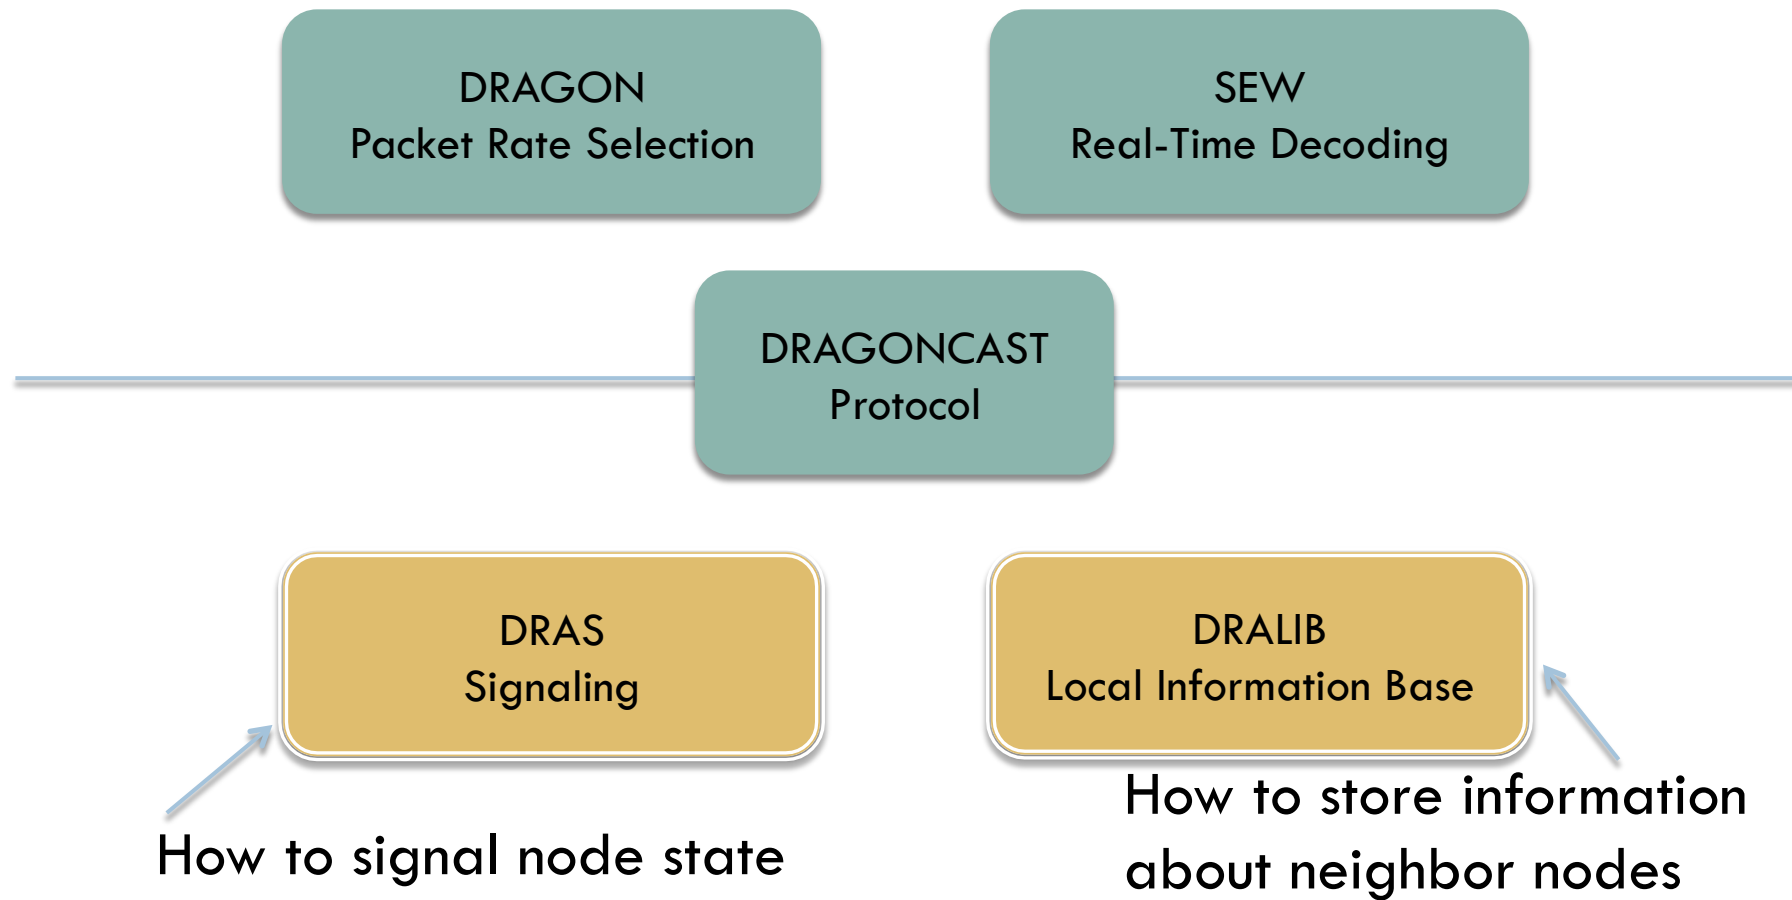 DRAGON
Packet Rate Selection
SEW
Real-Time Decoding
DRAGONCAST
Protocol
DRAS
Signaling
DRALIB
Local Information Base
How to signal node state
How to store information
about neighbor nodes